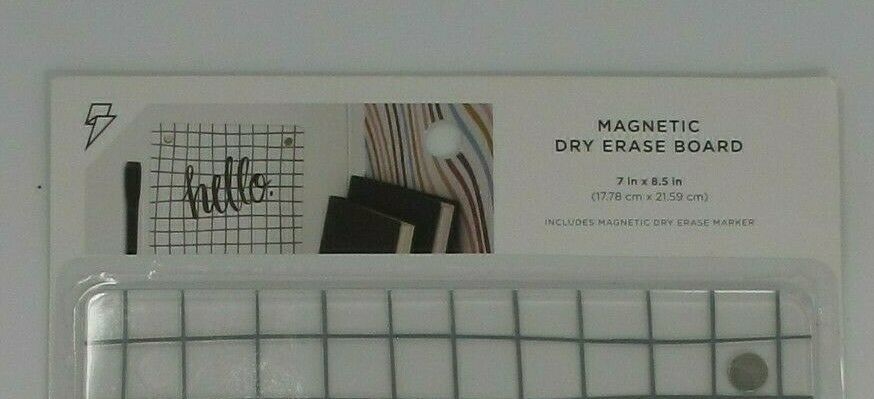 hello.
MAGNETIC
DRY ERASE BOARD
7 in x 8.5 in
(17.78 cm x 21.59 cm)
INCLUDES MAGNETIC DRY ERASE MARKER